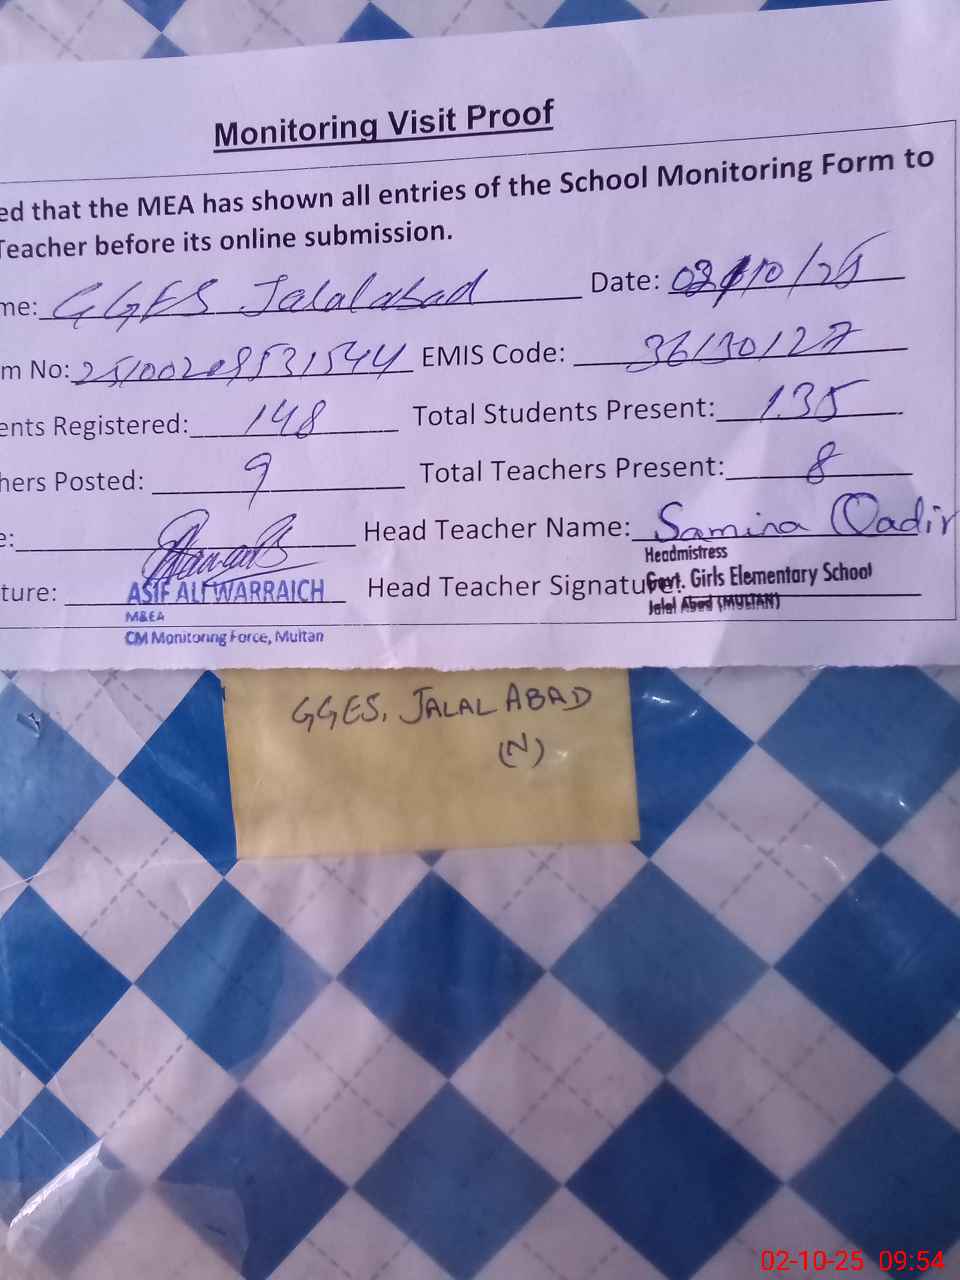 Monitoring Visit Proof
ed that the MEA has shown all entries of the School Monitoring Form to
Teacher before its online submission.
me: GGES Jalalabad Date: 02/10/25
m No: EMIS Code: 36130127
ents Registered: 148 Total Students Present: 135
hers Posted: 9 Total Teachers Present: 8
e: Head Teacher Name: Samina Qadir
ture: ASIF ALI WARRAICH Head Teacher Signature:
M&EA
CM Monitoring Force, Multan
Headmistress
Govt. Girls Elementary School
Jalal Abad (MULTAN)
GGES, JALAL ABAD
(N)
02-10-25 09:54